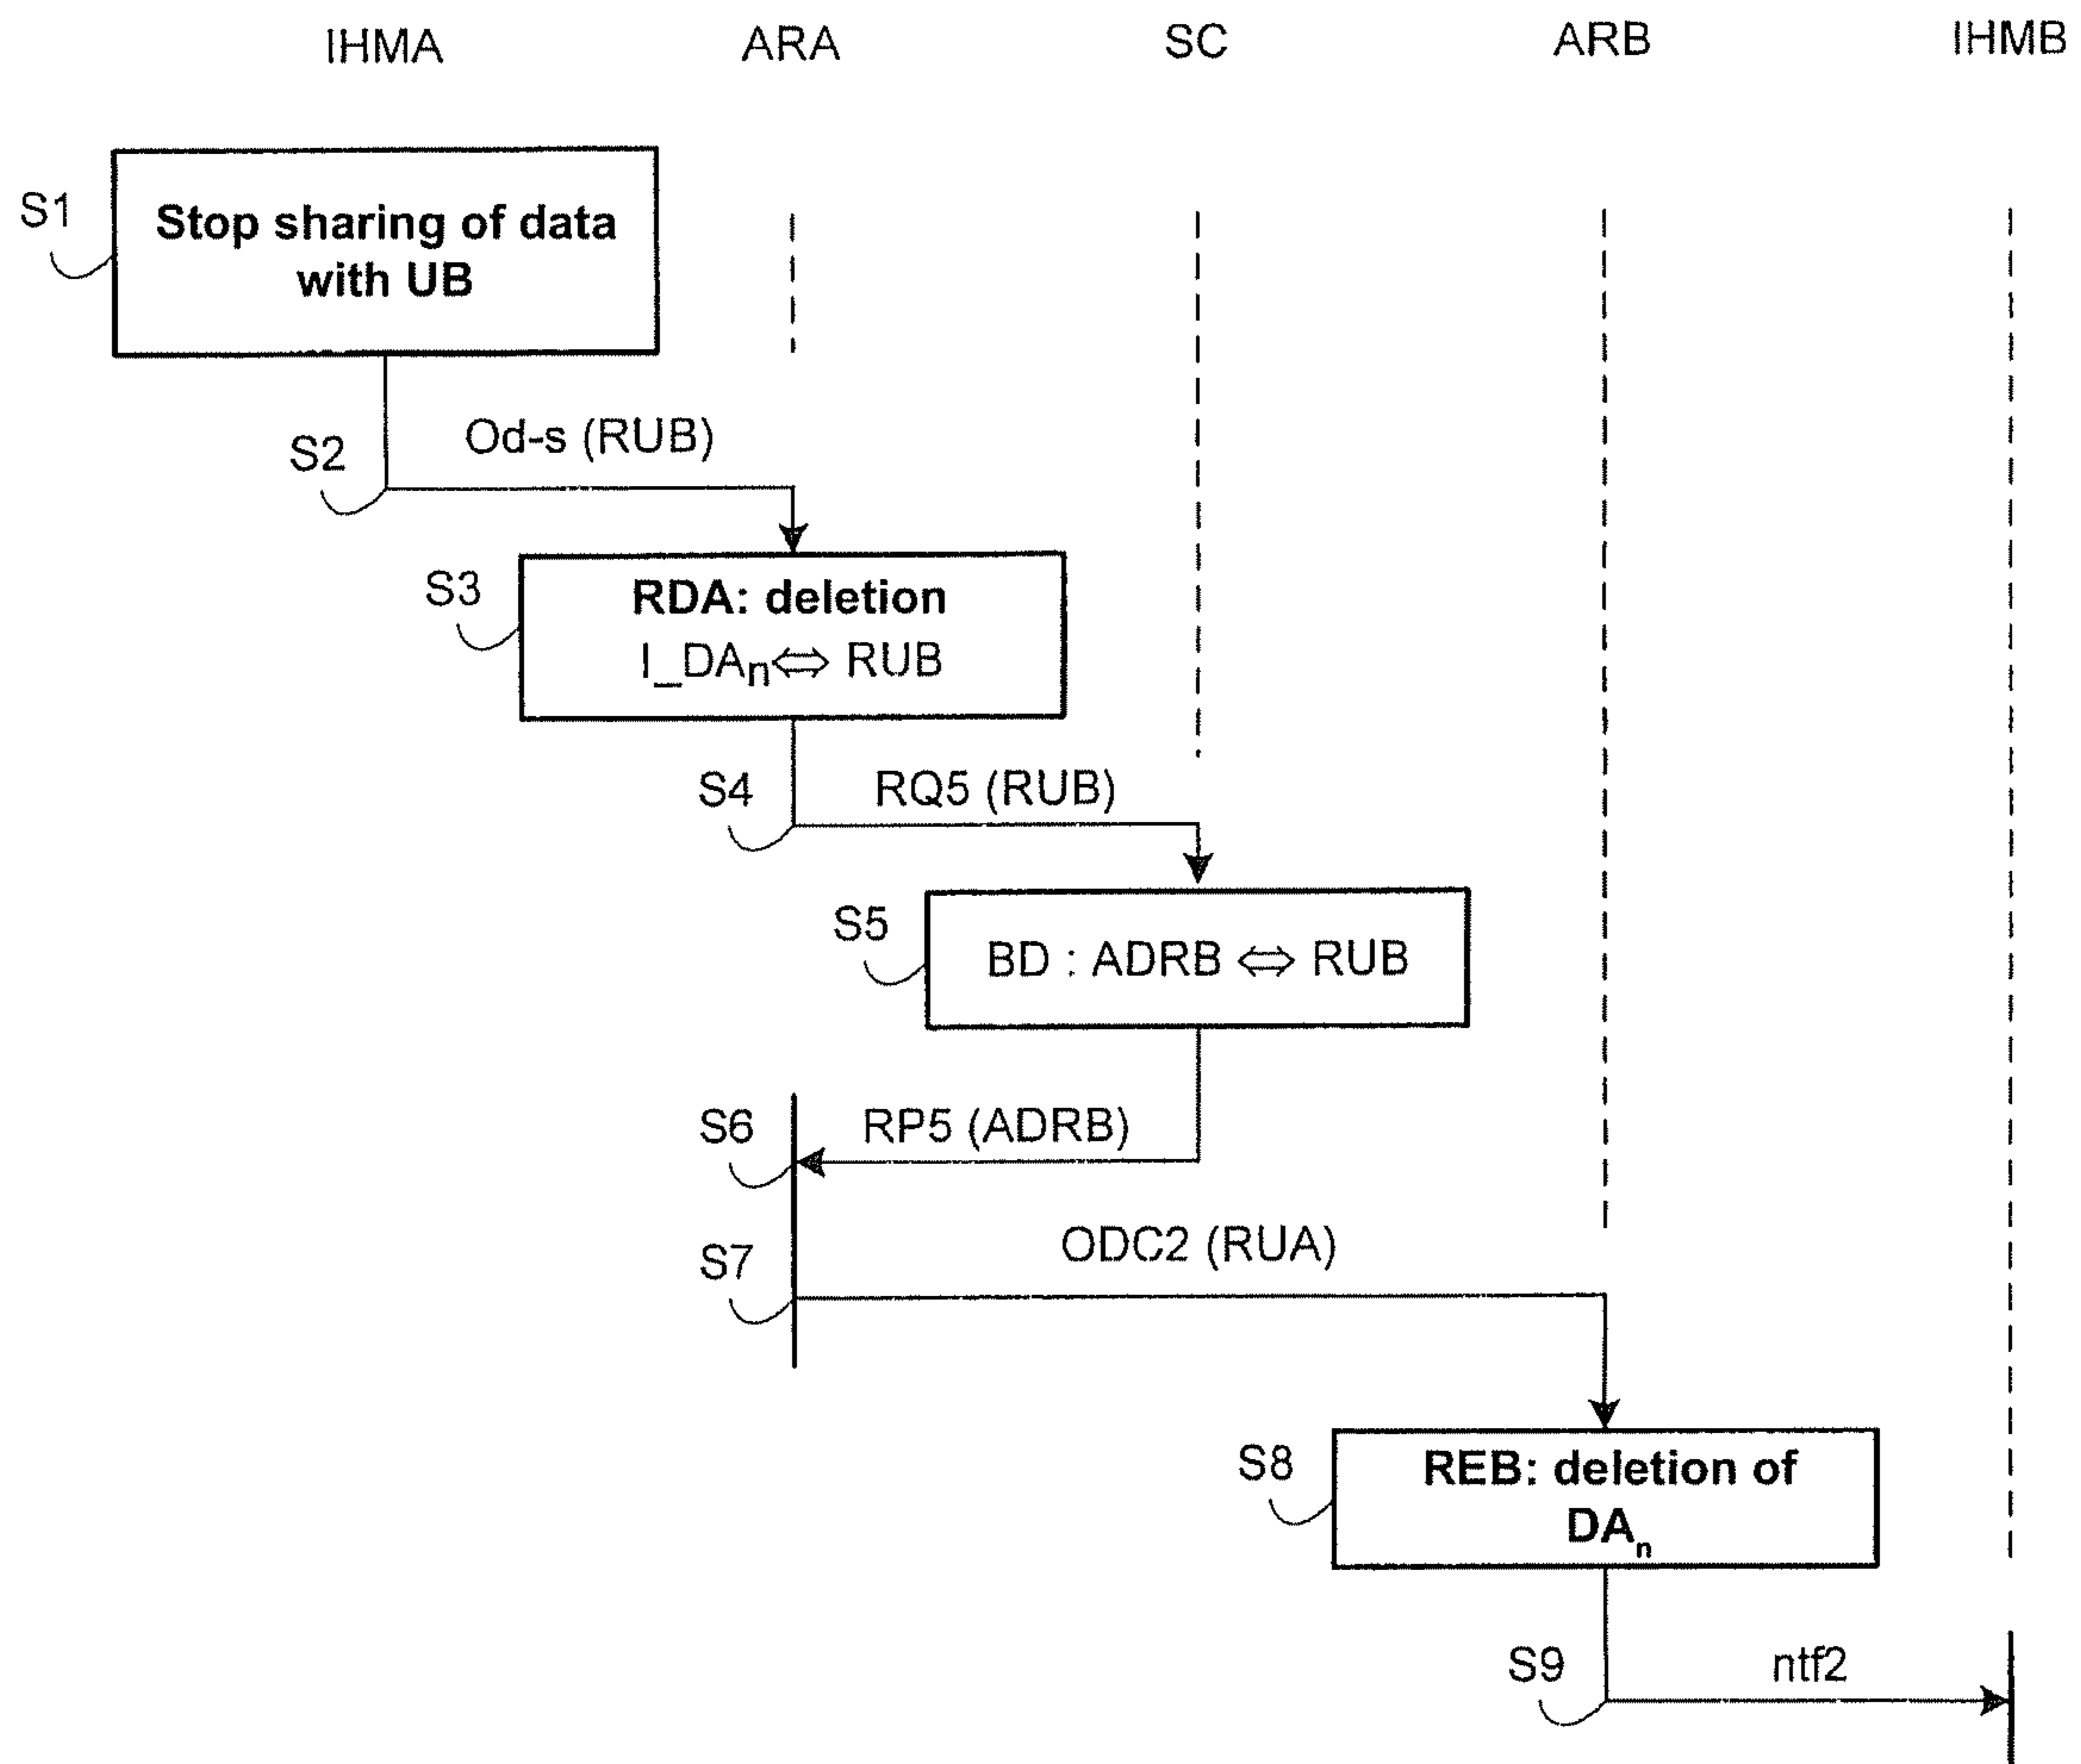 IHMA ARA SC ARB IHMB
S1
Stop sharing of data
with UB
S2
Od-s (RUB)
S3
RDA: deletion
I_DAn⇔ RUB
S4
RQ5 (RUB)
S5
BD : ADRB ⇔ RUB
S6
RP5 (ADRB)
S7
ODC2 (RUA)
S8
REB: deletion of
DAn
S9
ntf2